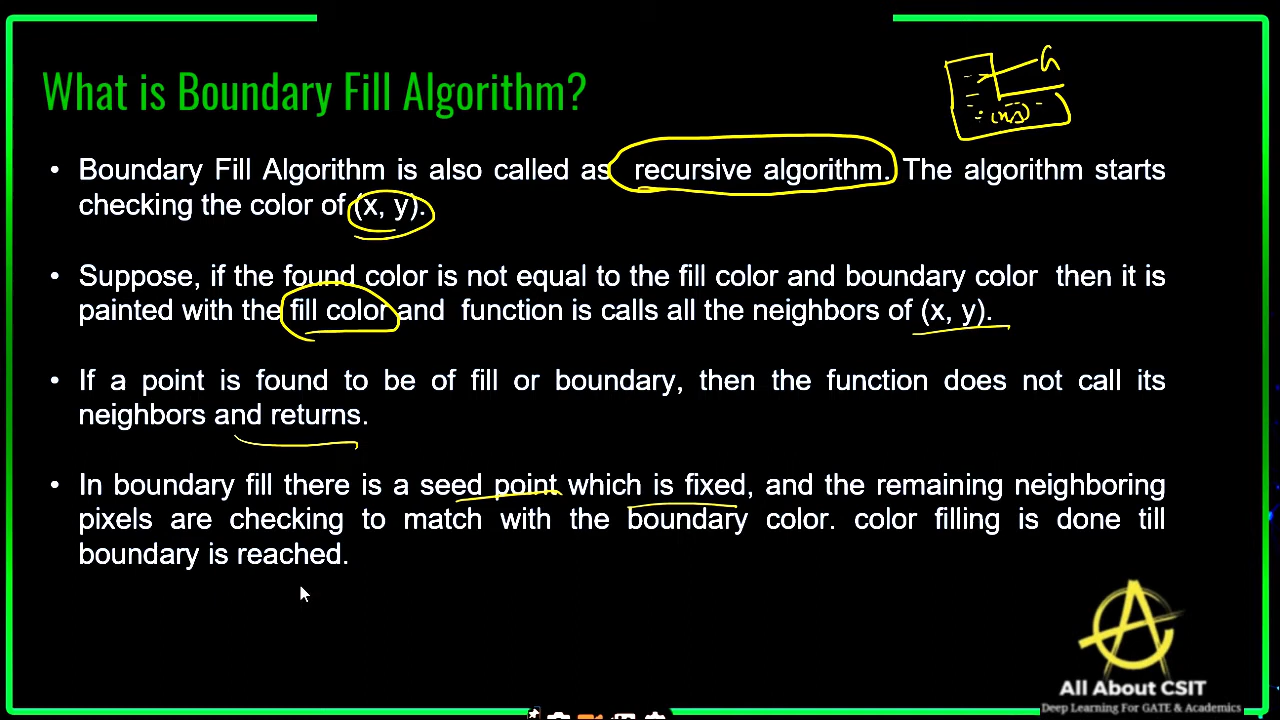 What is Boundary Fill Algorithm?
• Boundary Fill Algorithm is also called as recursive algorithm. The algorithm starts
checking the color of (x, y).
• Suppose, if the found color is not equal to the fill color and boundary color then it is
painted with the fill color and function is calls all the neighbors of (x, y).
• If a point is found to be of fill or boundary, then the function does not call its
neighbors and returns.
• In boundary fill there is a seed point which is fixed, and the remaining neighboring
pixels are checking to match with the boundary color. color filling is done till
boundary is reached.
All About CSIT
Deep Learning For GATE & Academics